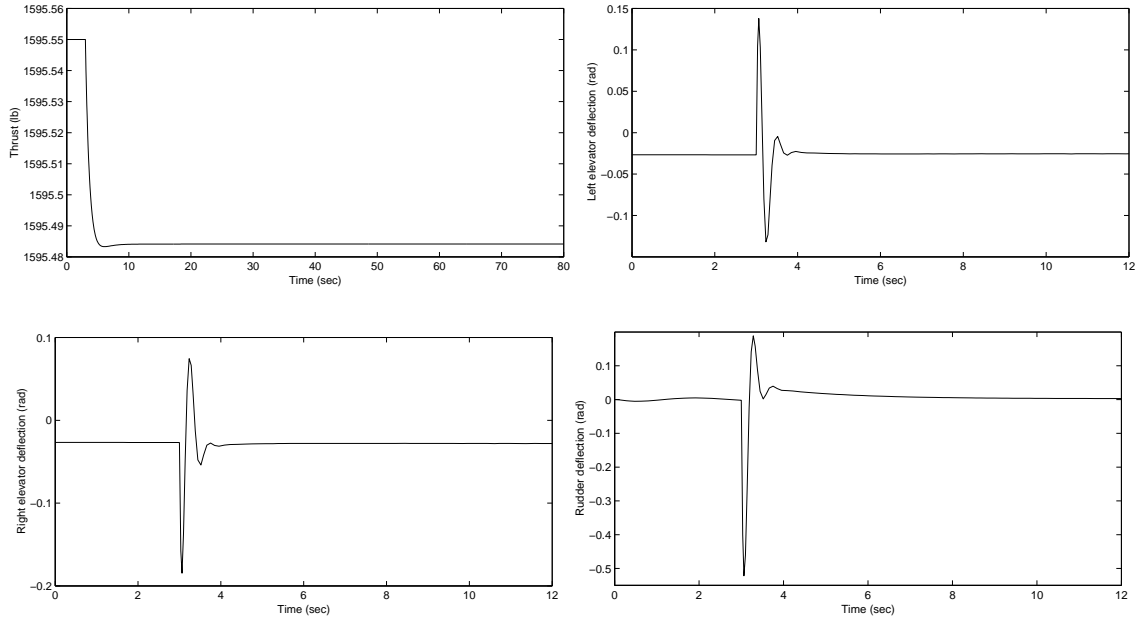 1595.56
1595.55
1595.54
1595.53
1595.52
1595.51
1595.5
1595.49
1595.48
Thrust (lb)
0 10 20 30 40 50 60 70 80
Time (sec)
0.15
0.1
0.05
0
−0.05
−0.1
Left elevator deflection (rad)
0 2 4 6 8 10 12
Time (sec)
0.1
0
−0.1
−0.2
Right elevator deflection (rad)
0 2 4 6 8 10 12
Time (sec)
0.1
0
−0.1
−0.2
−0.3
−0.4
−0.5
Rudder deflection (rad)
0 2 4 6 8 10 12
Time (sec)